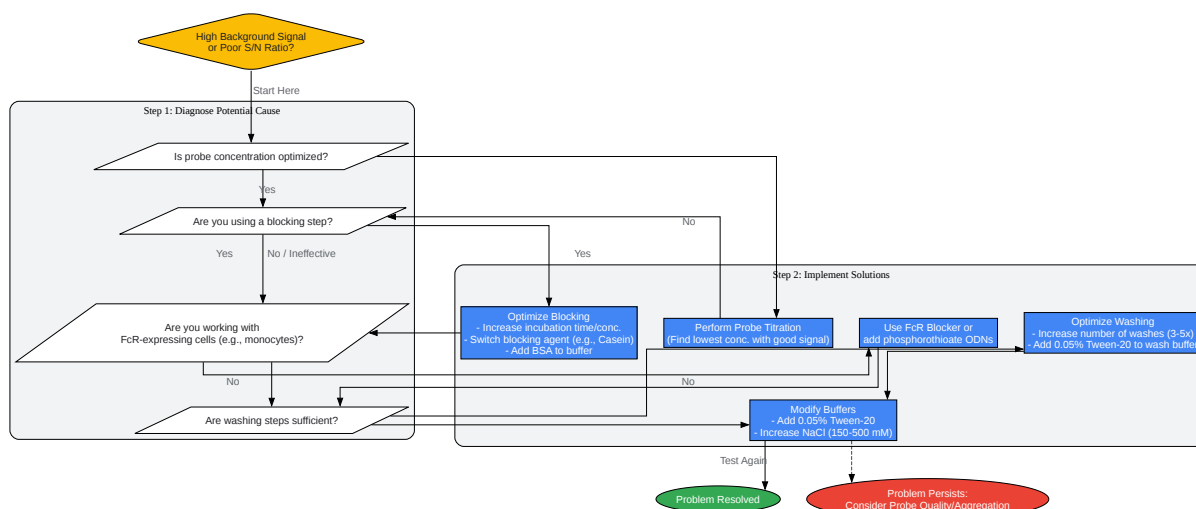 High Background Signal
or Poor S/N Ratio?
Start Here
Step 1: Diagnose Potential Cause
Is probe concentration optimized?
Yes
Are you using a blocking step?
No
Yes
No / Ineffective
Yes
Step 2: Implement Solutions
Are you working with
FcR-expressing cells (e.g., monocytes)?
Optimize Blocking
- Increase incubation time/conc.
- Switch blocking agent (e.g., Casein)
- Add BSA to buffer
Perform Probe Titration
(Find lowest conc. with good signal)
Use FcR Blocker or
add phosphorothioate ODNs
Optimize Washing
- Increase number of washes (3-5x)
- Add 0.05% Tween-20 to wash buffer
No
No
Are washing steps sufficient?
Modify Buffers
- Add 0.05% Tween-20
- Increase NaCl (150-500 mM)
Test Again
Problem Resolved
Problem Persists:
Consider Probe Quality/Aggregation